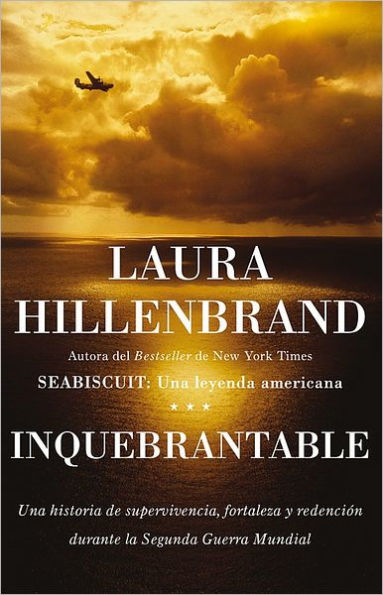 LAURA
HILLENBRAND
Autora del Bestseller de New York Times
SEABISCUIT: Una leyenda americana
★ ★ ★
INQUEBRANTABLE
Una historia de supervivencia, fortaleza y redención
durante la Segunda Guerra Mundial